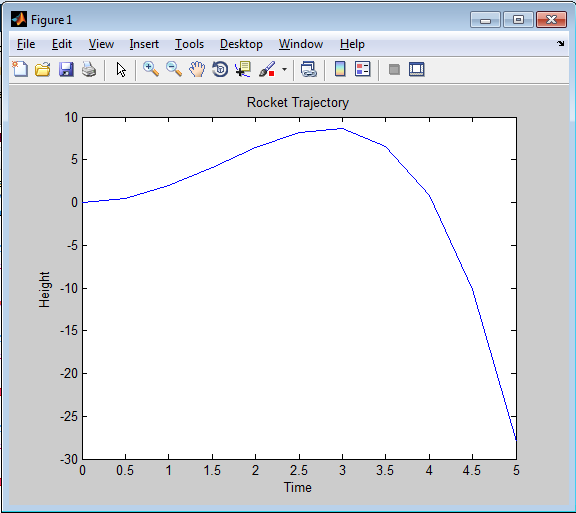 Figure 1
File Edit View Insert Tools Desktop Window Help
Rocket Trajectory
10
5
0
-5
-10
-15
-20
-25
-30
Height
0 0.5 1 1.5 2 2.5 3 3.5 4 4.5 5
Time